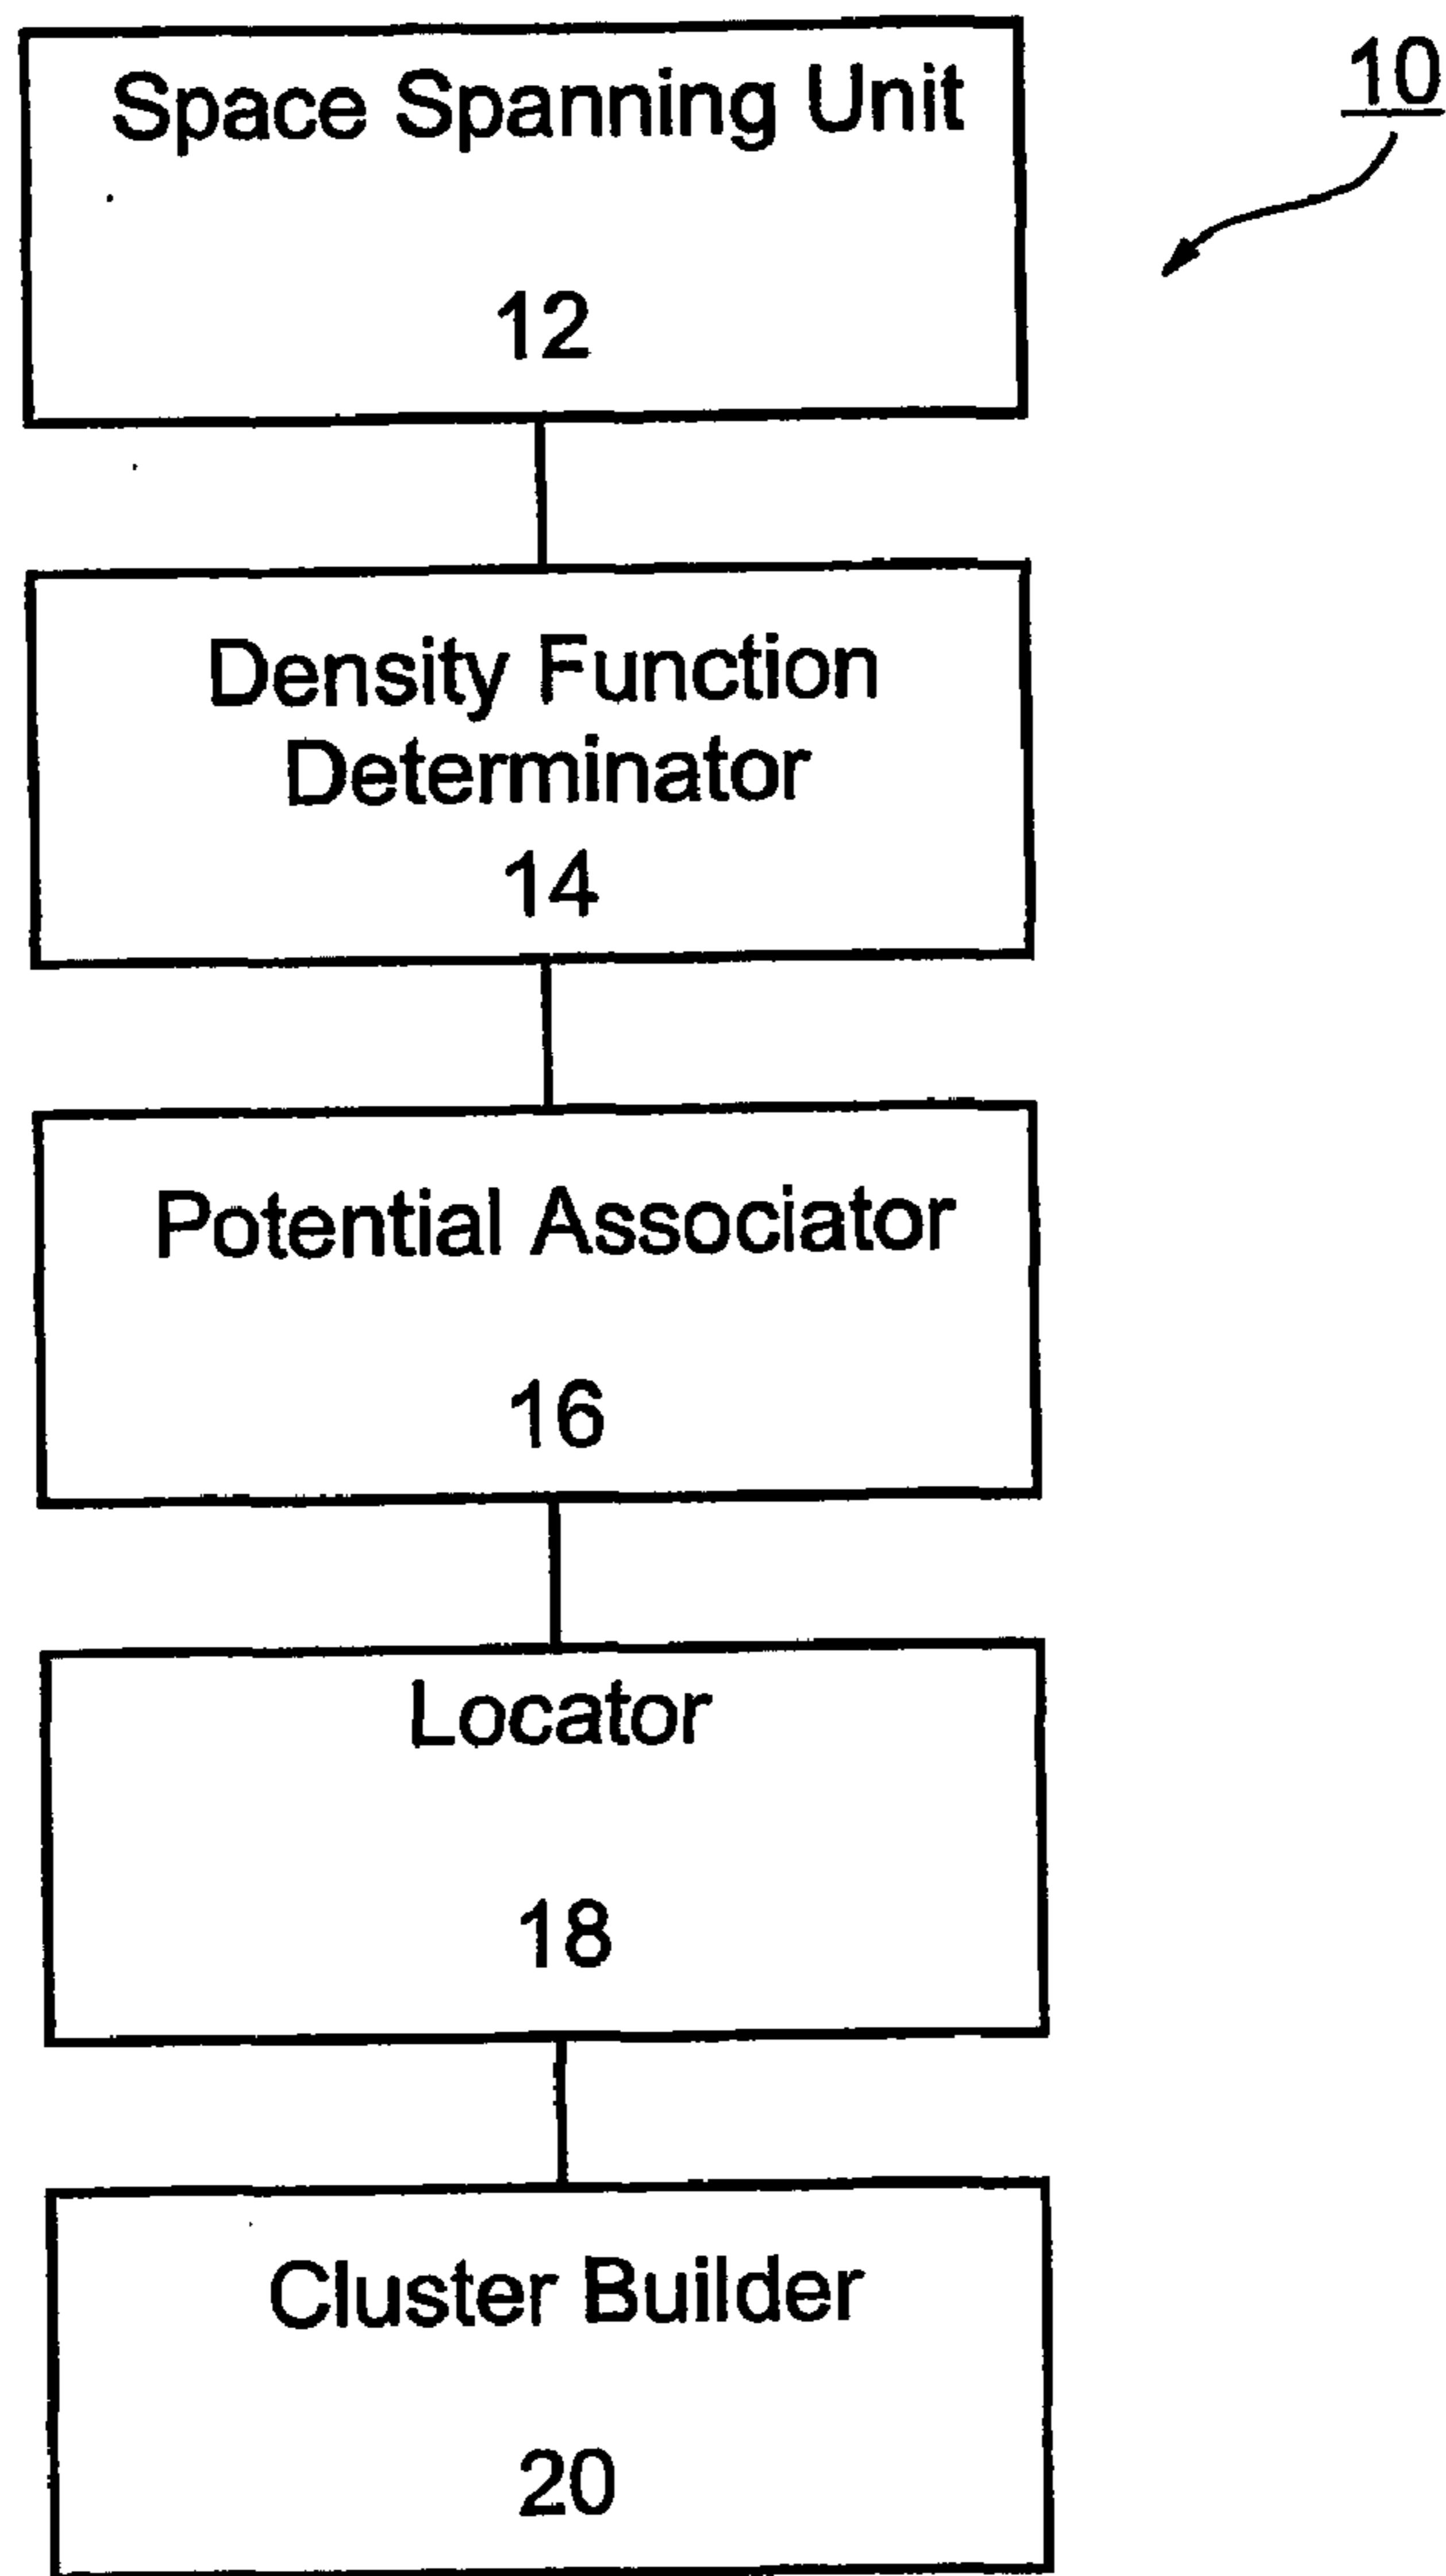 Space Spanning Unit
12
10
Density Function
Determinator
14
Potential Associator
16
Locator
18
Cluster Builder
20